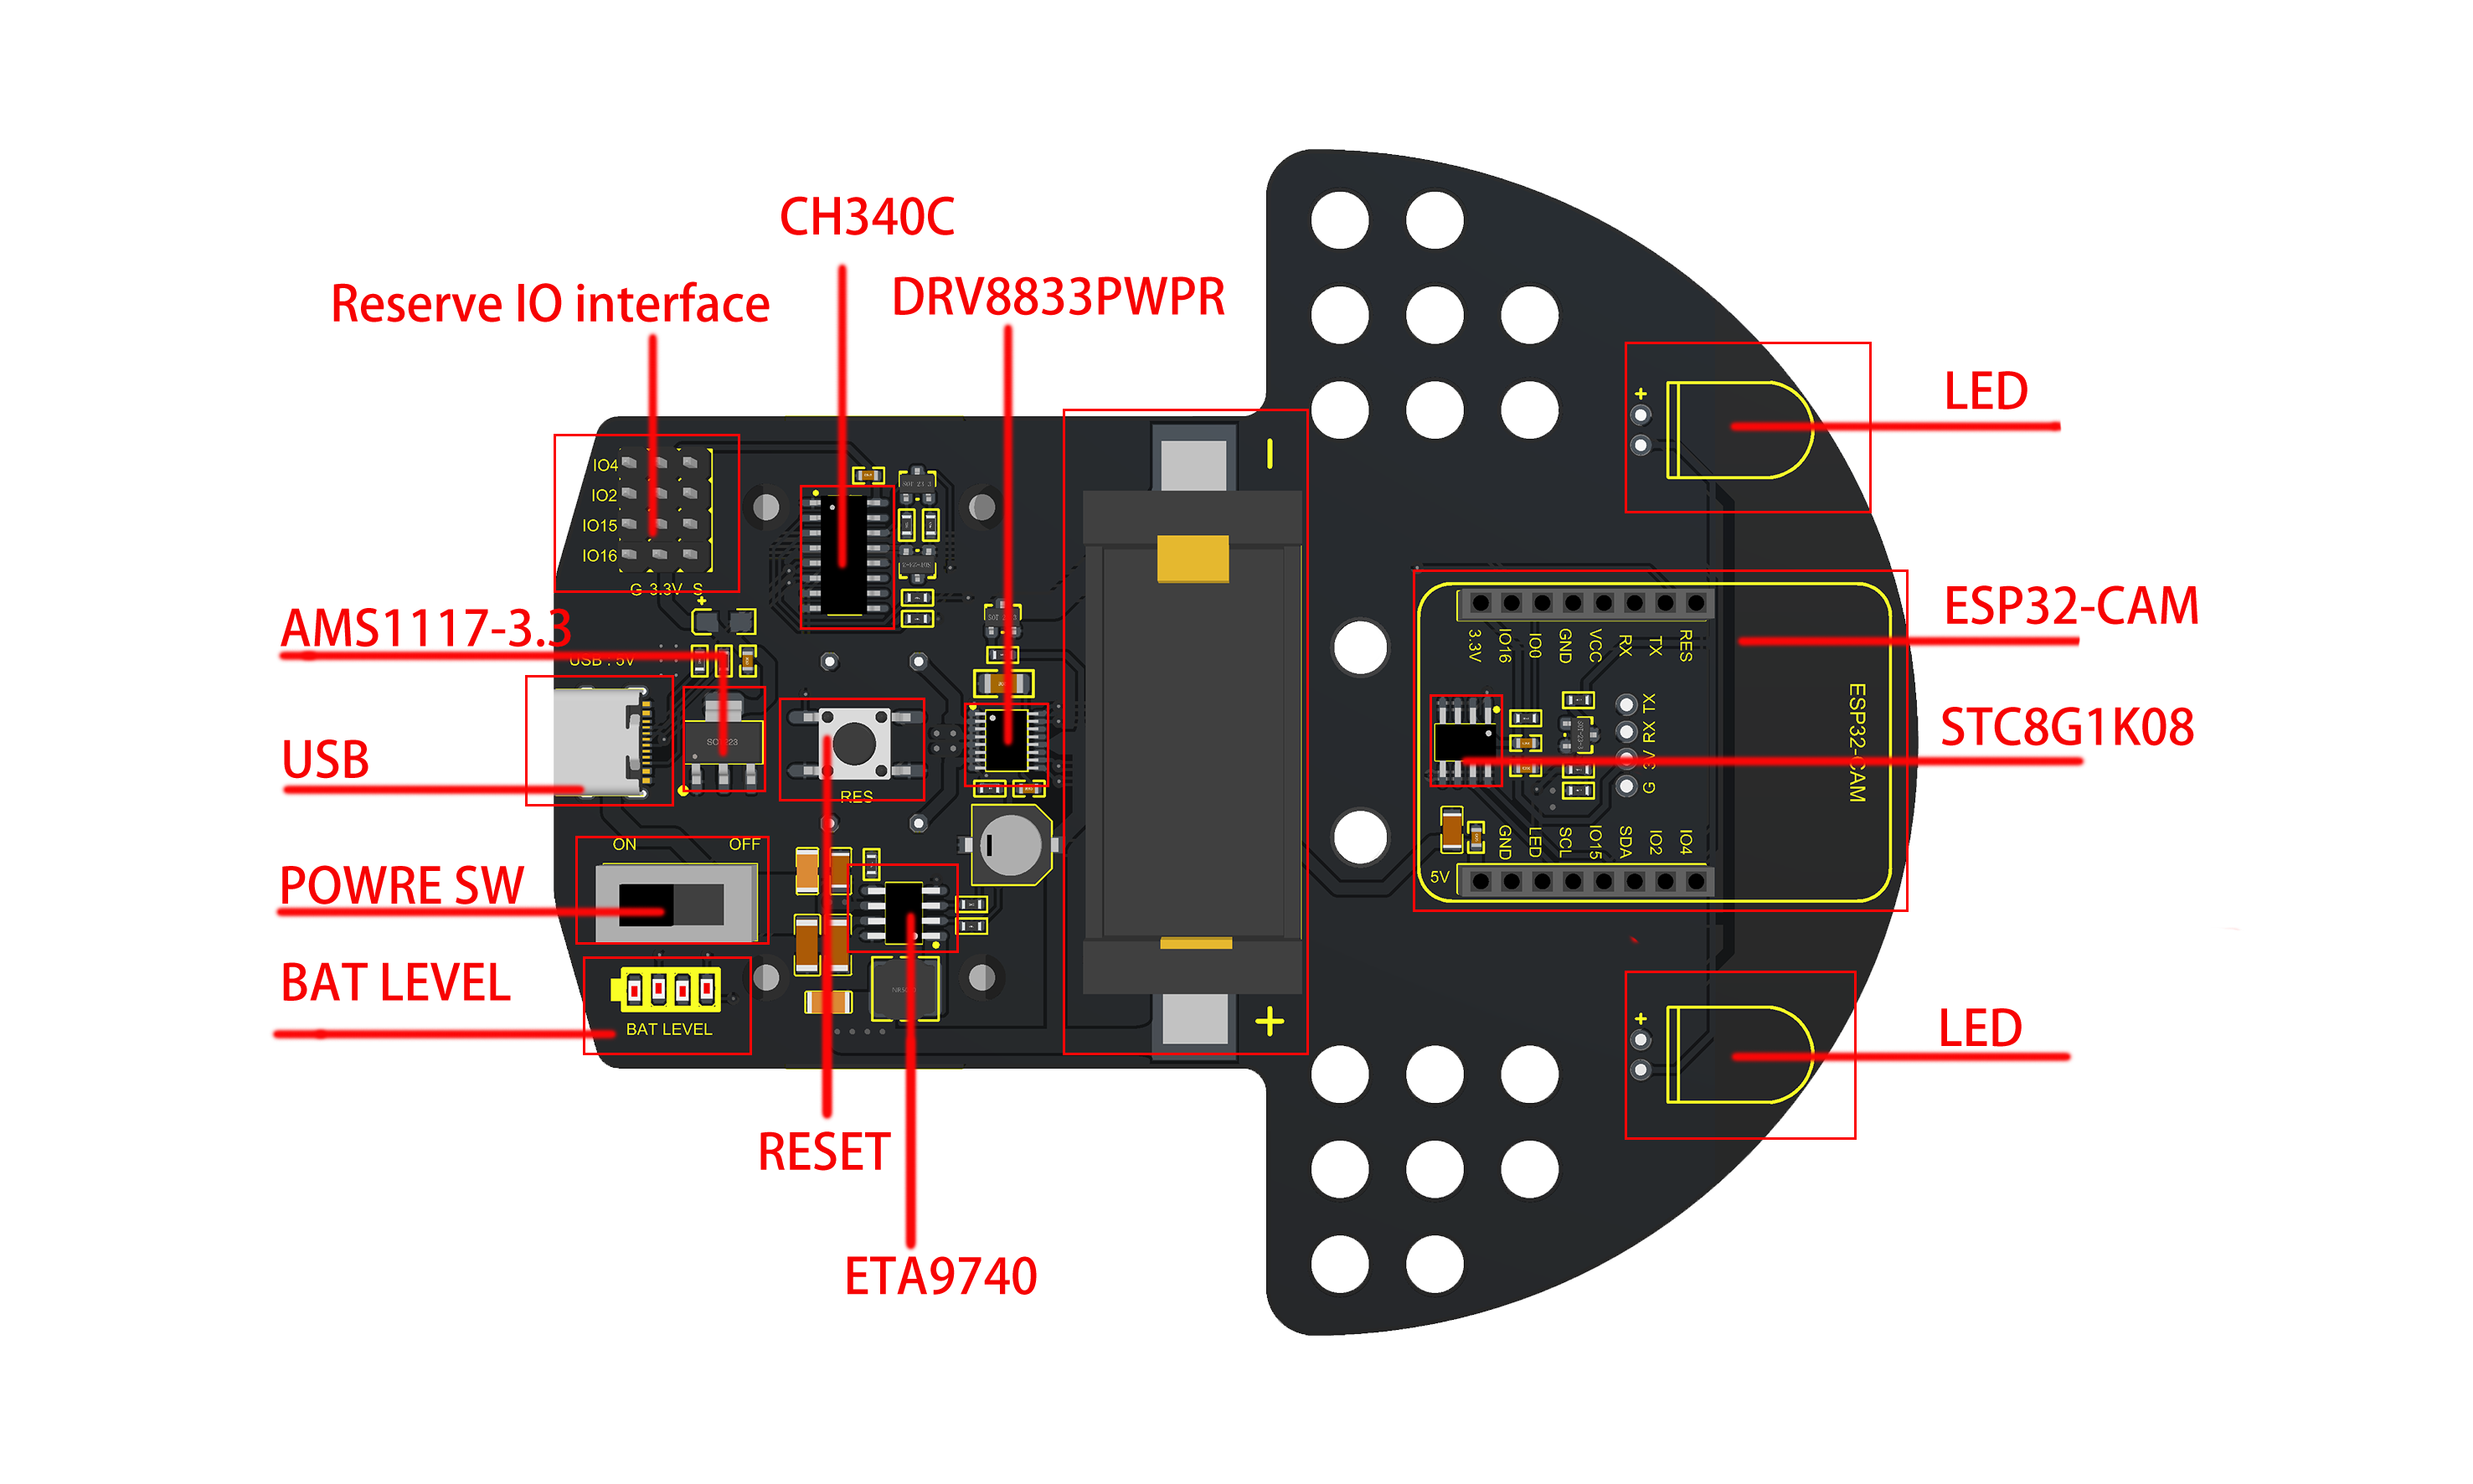 CH340C
DRV8833PWPR
Reserve IO interface
LED
IO4
IO2
IO15
IO16
G 3.3V S
+
AMS1117-3.3
USB : 5V
USB
SOT223
RES
ON
OFF
POWRE SW
BAT LEVEL
BAT LEVEL
RESET
ETA9740
-
+
+
ESP32-CAM
3.3V
IO16
IO0
GND
VCC
RX
TX
RES
ESP32-CAM
STC8G1K08
G 3V RX TX
5V
GND
LED
SCL
IO15
SDA
IO2
IO4
+
LED